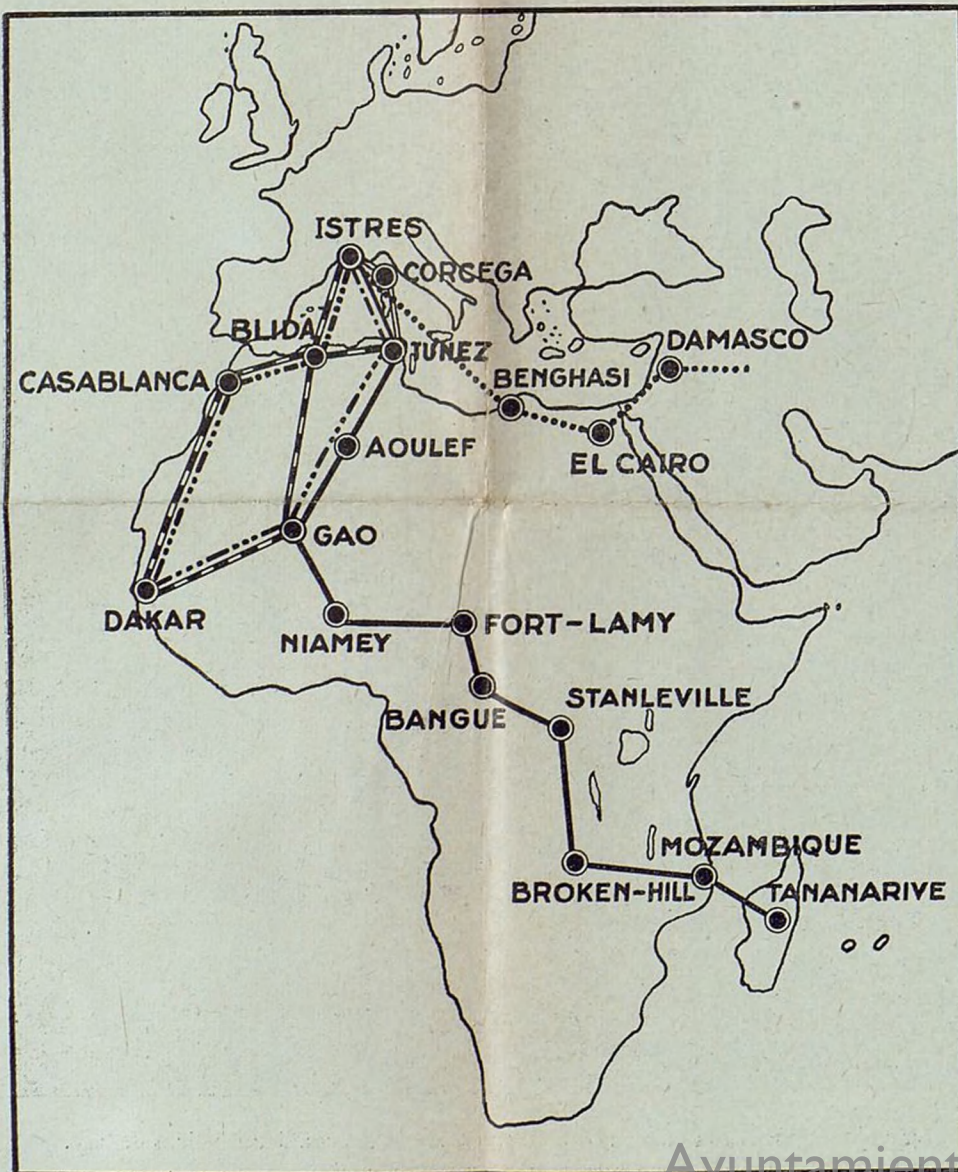 ISTRES
CORCEGA
BLIDA
TUNEZ
DAMASCO
CASABLANCA
BENGHASI
AOULEF
EL CAIRO
GAO
DAKAR
NIAMEY
FORT-LAMY
BANGUE
STANLEVILLE
MOZAMBIQUE
BROKEN-HILL
TANANARIVE
Ayuntamient